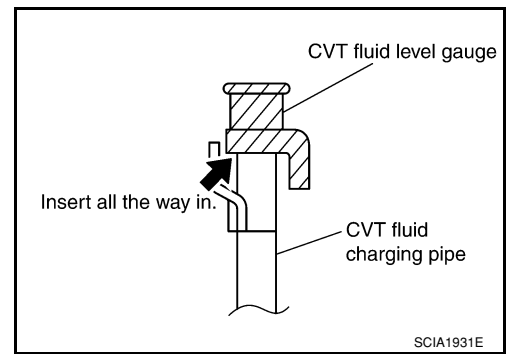 CVT fluid level gauge
Insert all the way in.
CVT fluid
charging pipe
SCIA1931E